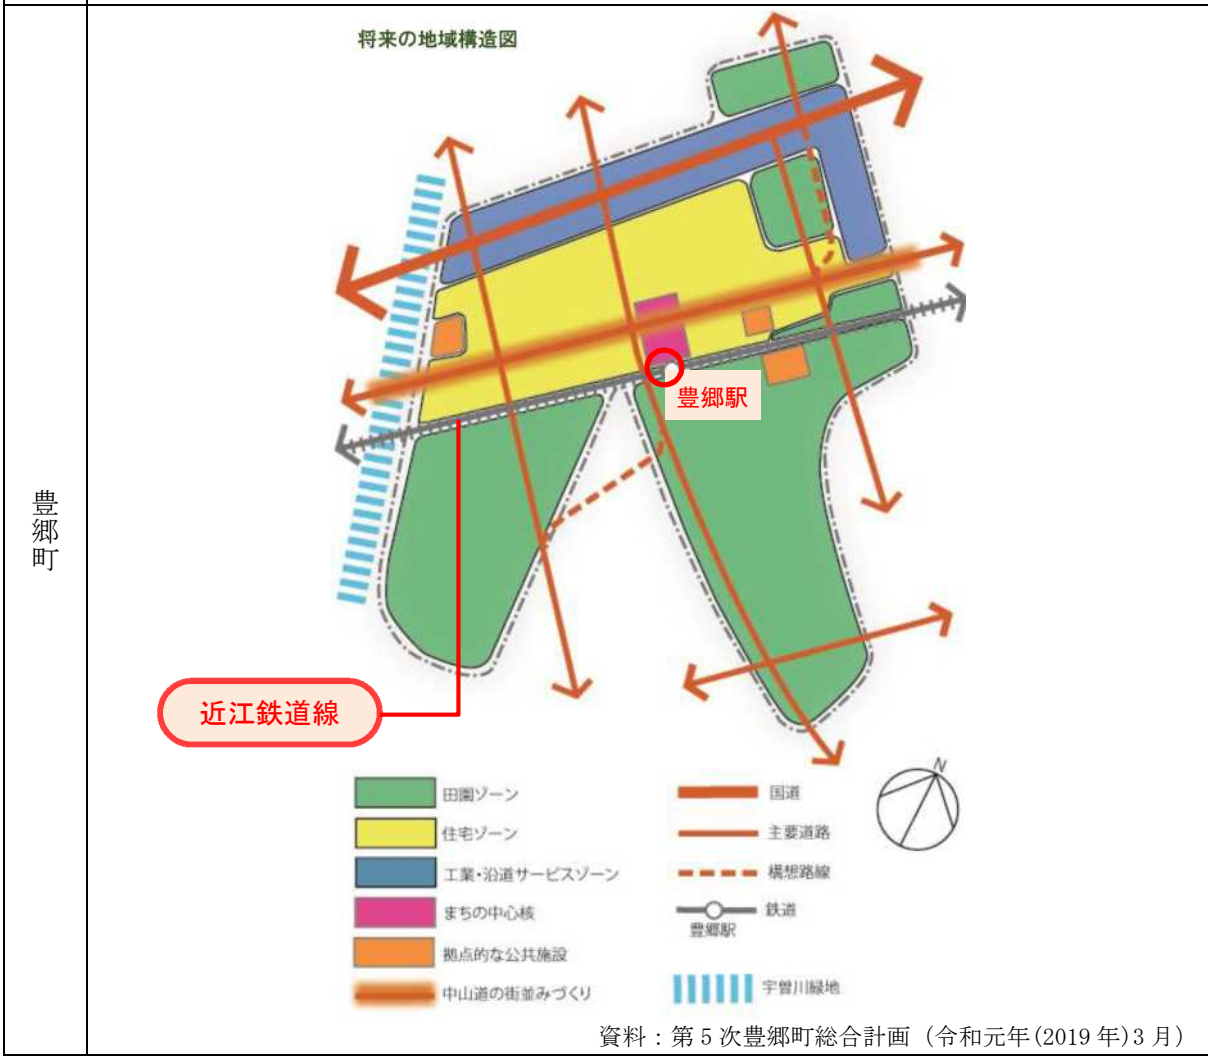 豊郷町
将来の地域構造図
豊郷駅
近江鉄道線
田園ゾーン
住宅ゾーン
工業・沿道サービスゾーン
まちの中心核
拠点的な公共施設
中山道の街並みづくり
国道
主要道路
構想路線
鉄道
豊郷駅
宇曽川緑地
N
資料：第5次豊郷町総合計画（令和元年(2019年)3月）